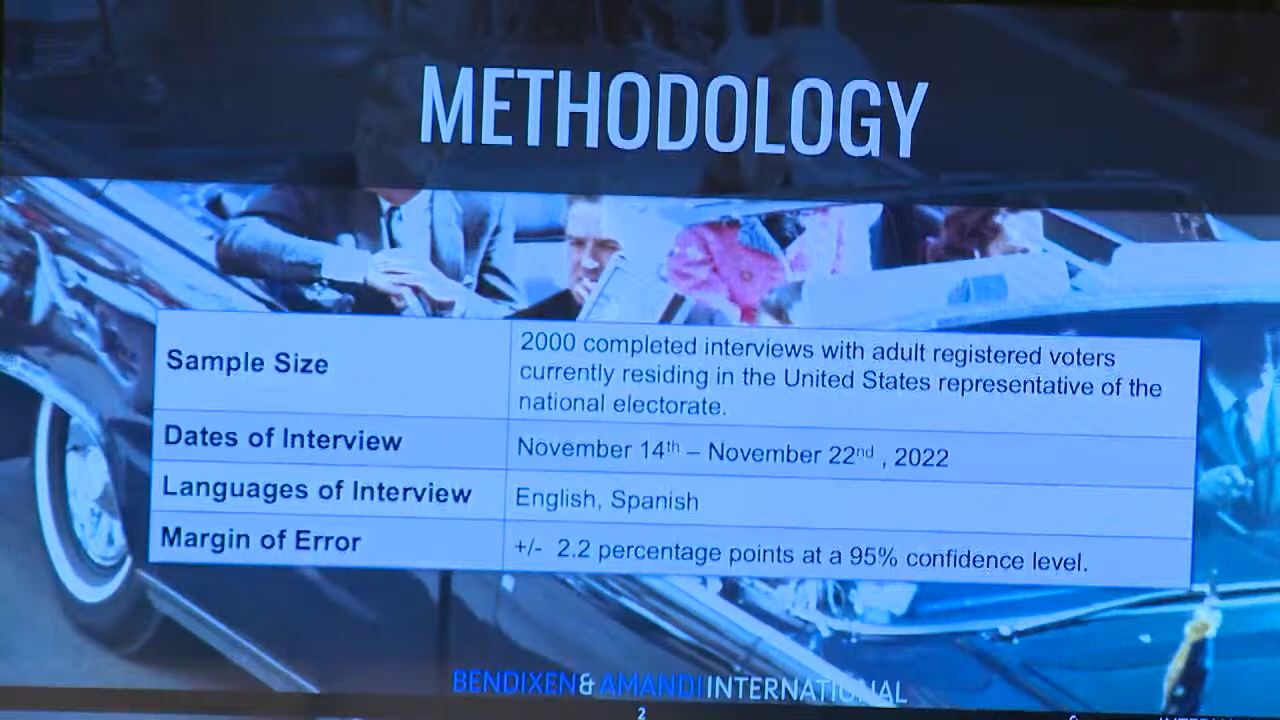 METHODOLOGY
Sample Size
2000 completed interviews with adult registered voters
currently residing in the United States representative of the
national electorate.
Dates of Interview
November 14th – November 22nd , 2022
Languages of Interview
English, Spanish
Margin of Error
+/- 2.2 percentage points at a 95% confidence level.
BENDIXEN & AMANDI INTERNATIONAL
2